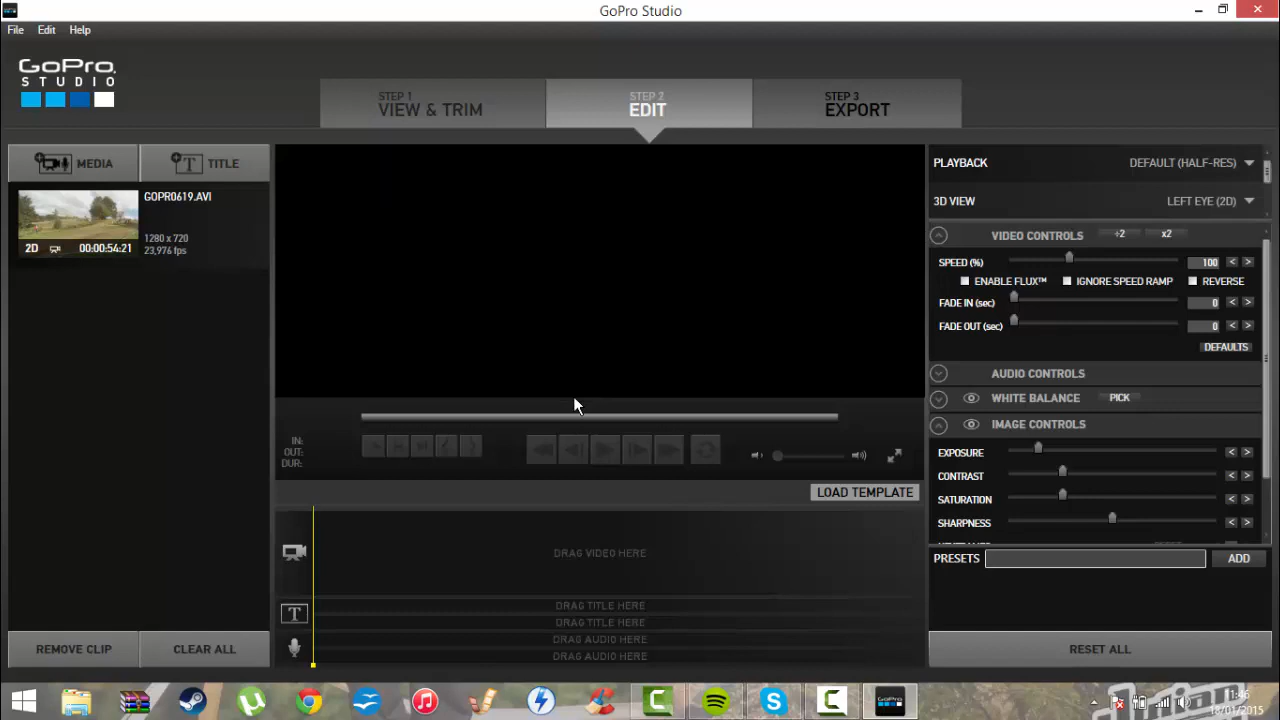 GoPro Studio
File Edit Help
GoPro
STUDIO
STEP 1
VIEW & TRIM
STEP 2
EDIT
STEP 3
EXPORT
MEDIA
TITLE
GOPR0619.AVI
1280 x 720
23,976 fps
2D 00:00:54:21
REMOVE CLIP
CLEAR ALL
IN:
OUT:
DUR:
LOAD TEMPLATE
DRAG VIDEO HERE
DRAG TITLE HERE
DRAG TITLE HERE
DRAG AUDIO HERE
DRAG AUDIO HERE
PLAYBACK DEFAULT (HALF-RES)
3D VIEW LEFT EYE (2D)
VIDEO CONTROLS ÷2 x2
SPEED (%) 100
ENABLE FLUX™ IGNORE SPEED RAMP REVERSE
FADE IN (sec) 0
FADE OUT (sec) 0
DEFAULTS
AUDIO CONTROLS
WHITE BALANCE PICK
IMAGE CONTROLS
EXPOSURE
CONTRAST
SATURATION
SHARPNESS
PRESETS ADD
RESET ALL
11:46
18/01/2015